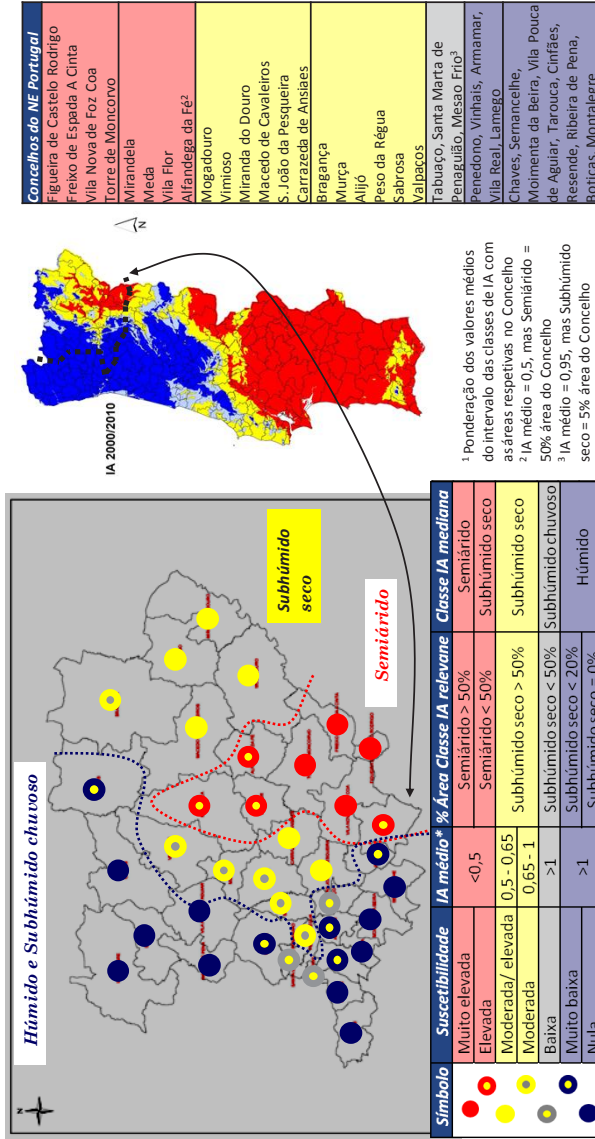 Húmido e Subhúmido chuvoso
N
Subhúmido
seco
Semiárido
IA 2000/2010
N
Símbolo
Suscetibilidade
IA médio*
% Área Classe IA relevane
Classe IA mediana
Muito elevada
<0,5
Semiárido > 50%
Semiárido
Elevada
Semiárido < 50%
Subhúmido seco
Moderada/ elevada
0,5 - 0,65
Subhúmido seco > 50%
Subhúmido seco
Moderada
0,65 - 1
Baixa
>1
Subhúmido seco < 50%
Subhúmido chuvoso
Muito baixa
>1
Subhúmido seco < 20%
Húmido
Nula
Subhúmido seco = 0%
¹ Ponderação dos valores médios
do intervalo das classes de IA com
as áreas respetivas no Concelho
² IA médio = 0,5, mas Semiárido =
50% área do Concelho
³ IA médio = 0,95, mas Subhúmido
seco = 5% área do Concelho
Concelhos do NE Portugal
Figueira de Castelo Rodrigo
Freixo de Espada A Cinta
Vila Nova de Foz Coa
Torre de Moncorvo
Mirandela
Meda
Vila Flor
Alfandega da Fé²
Mogadouro
Vimioso
Miranda do Douro
Macedo de Cavaleiros
S. João da Pesqueira
Carrazeda de Ansiaes
Bragança
Murça
Alijó
Peso da Régua
Sabrosa
Valpaços
Tabuaço, Santa Marta de
Penaguião, Mesao Frio³
Penedono, Vinhais, Armamar,
Vila Real, Lamego
Chaves, Sernancelhe,
Moimenta da Beira, Vila Pouca
de Aguiar, Tarouca, Cinfães,
Resende, Ribeira de Pena,
Boticas, Montalegre